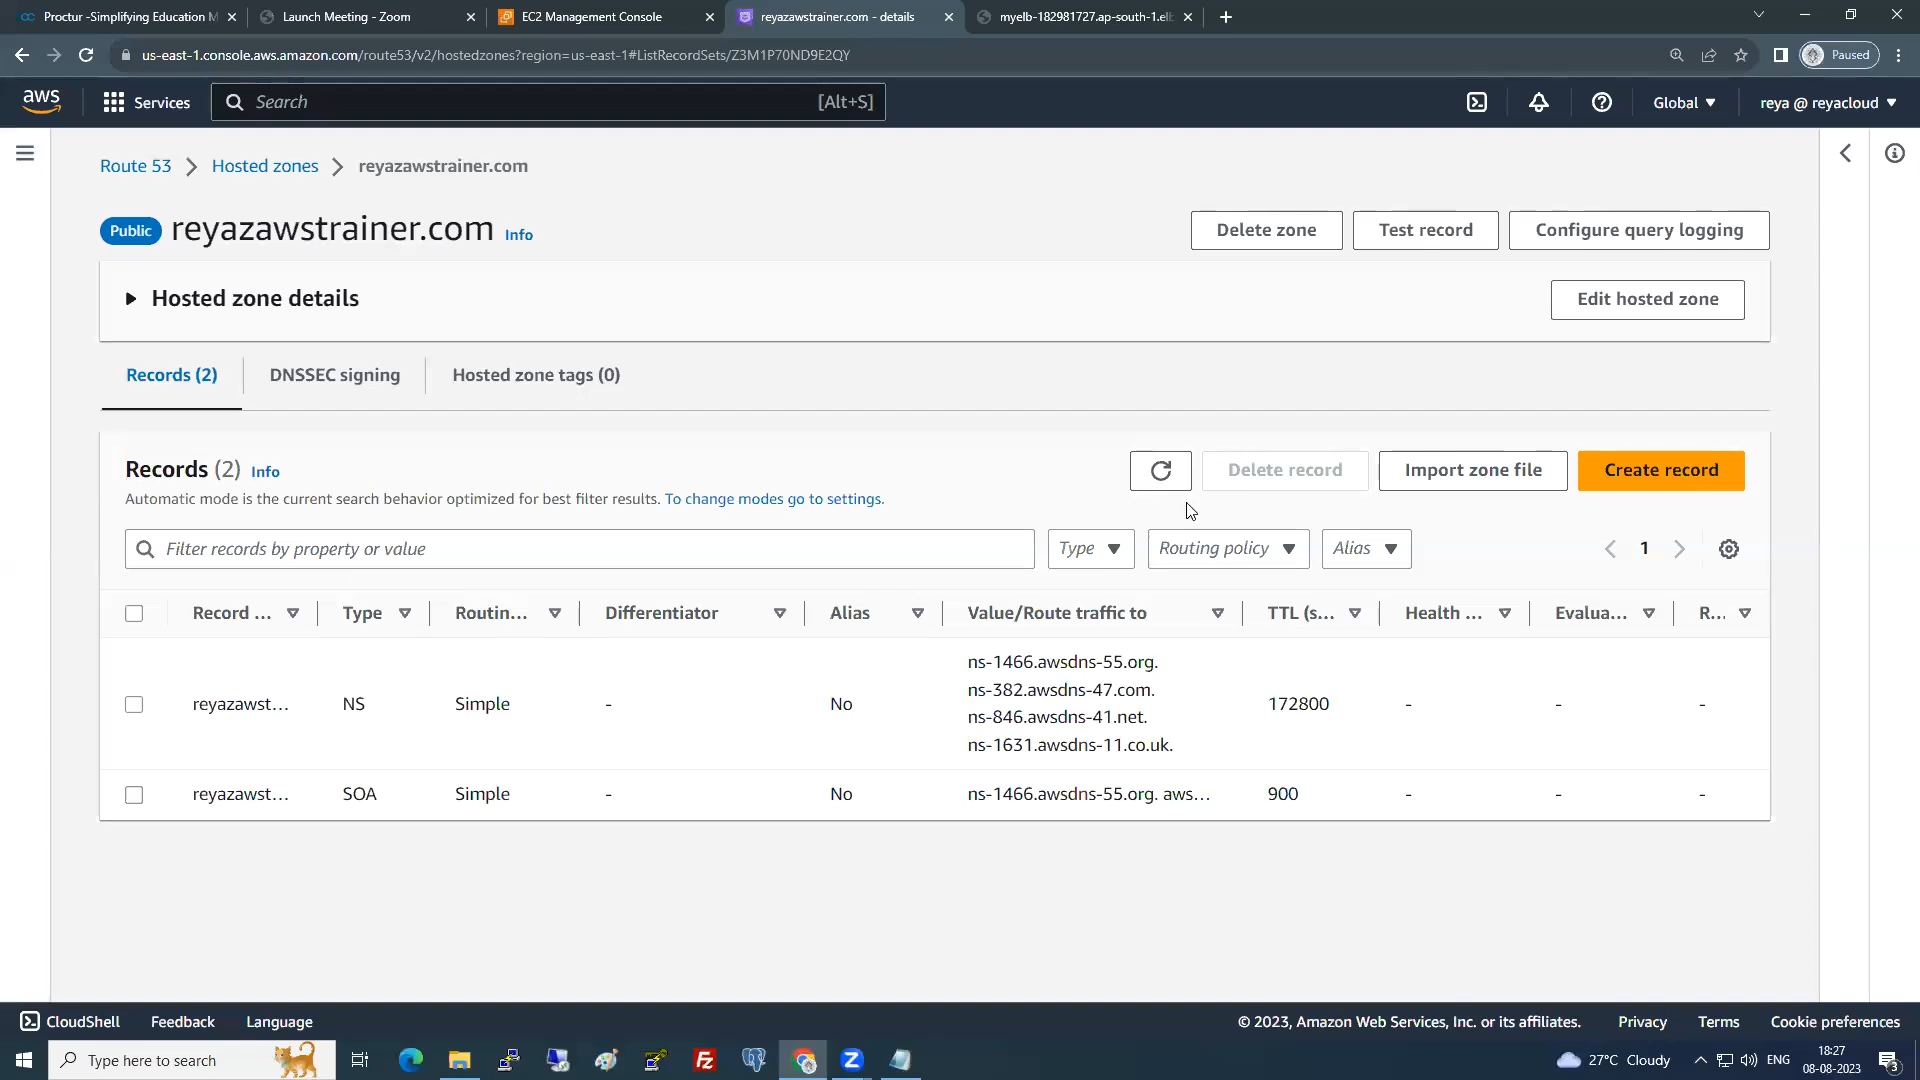 Proctur -Simplifying Education M
Launch Meeting - Zoom
EC2 Management Console
reyazawstrainer.com - details
myelb-182981727.ap-south-1.elb
us-east-1.console.aws.amazon.com/route53/v2/hostedzones?region=us-east-1#ListRecordSets/Z3M1P70ND9E2QY
Paused
aws
Services
Search
[Alt+S]
Global
reya @ reyacloud
Route 53
Hosted zones
reyazawstrainer.com
Public
reyazawstrainer.com
Info
Delete zone
Test record
Configure query logging
Hosted zone details
Edit hosted zone
Records (2)
DNSSEC signing
Hosted zone tags (0)
Records (2) Info
Delete record
Import zone file
Create record
Automatic mode is the current search behavior optimized for best filter results. To change modes go to settings.
Filter records by property or value
Type
Routing policy
Alias
1
Record ...
Type
Routin...
Differentiator
Alias
Value/Route traffic to
TTL (s...
Health ...
Evalua...
R...
reyazawst...
NS
Simple
-
No
ns-1466.awsdns-55.org.
ns-382.awsdns-47.com.
ns-846.awsdns-41.net.
ns-1631.awsdns-11.co.uk.
172800
-
-
-
reyazawst...
SOA
Simple
-
No
ns-1466.awsdns-55.org. aws...
900
-
-
-
CloudShell
Feedback
Language
© 2023, Amazon Web Services, Inc. or its affiliates.
Privacy
Terms
Cookie preferences
Type here to search
27°C Cloudy
ENG
18:27
08-08-2023
3